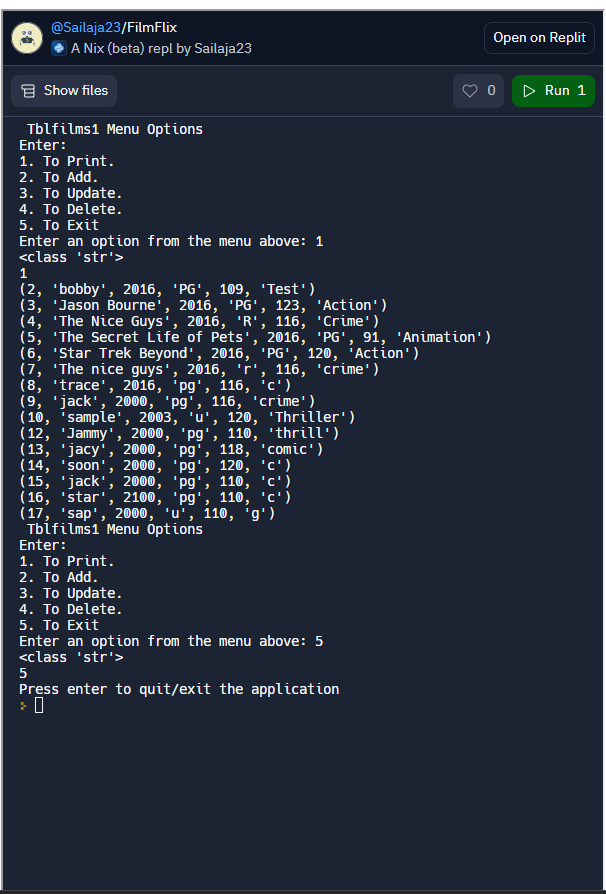 @Sailaja23/FilmFlix
A Nix (beta) repl by Sailaja23
Open on Replit
Show files
0
Run 1
Tblfilms1 Menu Options
Enter:
1. To Print.
2. To Add.
3. To Update.
4. To Delete.
5. To Exit
Enter an option from the menu above: 1
<class 'str'>
1
(2, 'bobby', 2016, 'PG', 109, 'Test')
(3, 'Jason Bourne', 2016, 'PG', 123, 'Action')
(4, 'The Nice Guys', 2016, 'R', 116, 'Crime')
(5, 'The Secret Life of Pets', 2016, 'PG', 91, 'Animation')
(6, 'Star Trek Beyond', 2016, 'PG', 120, 'Action')
(7, 'The nice guys', 2016, 'r', 116, 'crime')
(8, 'trace', 2016, 'pg', 116, 'c')
(9, 'jack', 2000, 'pg', 116, 'crime')
(10, 'sample', 2003, 'u', 120, 'Thriller')
(12, 'Jammy', 2000, 'pg', 110, 'thrill')
(13, 'jacy', 2000, 'pg', 118, 'comic')
(14, 'soon', 2000, 'pg', 120, 'c')
(15, 'jack', 2000, 'pg', 110, 'c')
(16, 'star', 2100, 'pg', 110, 'c')
(17, 'sap', 2000, 'u', 110, 'g')
Tblfilms1 Menu Options
Enter:
1. To Print.
2. To Add.
3. To Update.
4. To Delete.
5. To Exit
Enter an option from the menu above: 5
<class 'str'>
5
Press enter to quit/exit the application